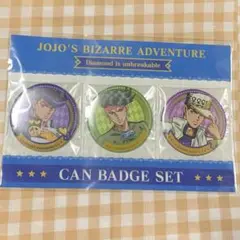 JOJO'S BIZARRE ADVENTURE
Diamond is unbreakable
CAN BADGE SET